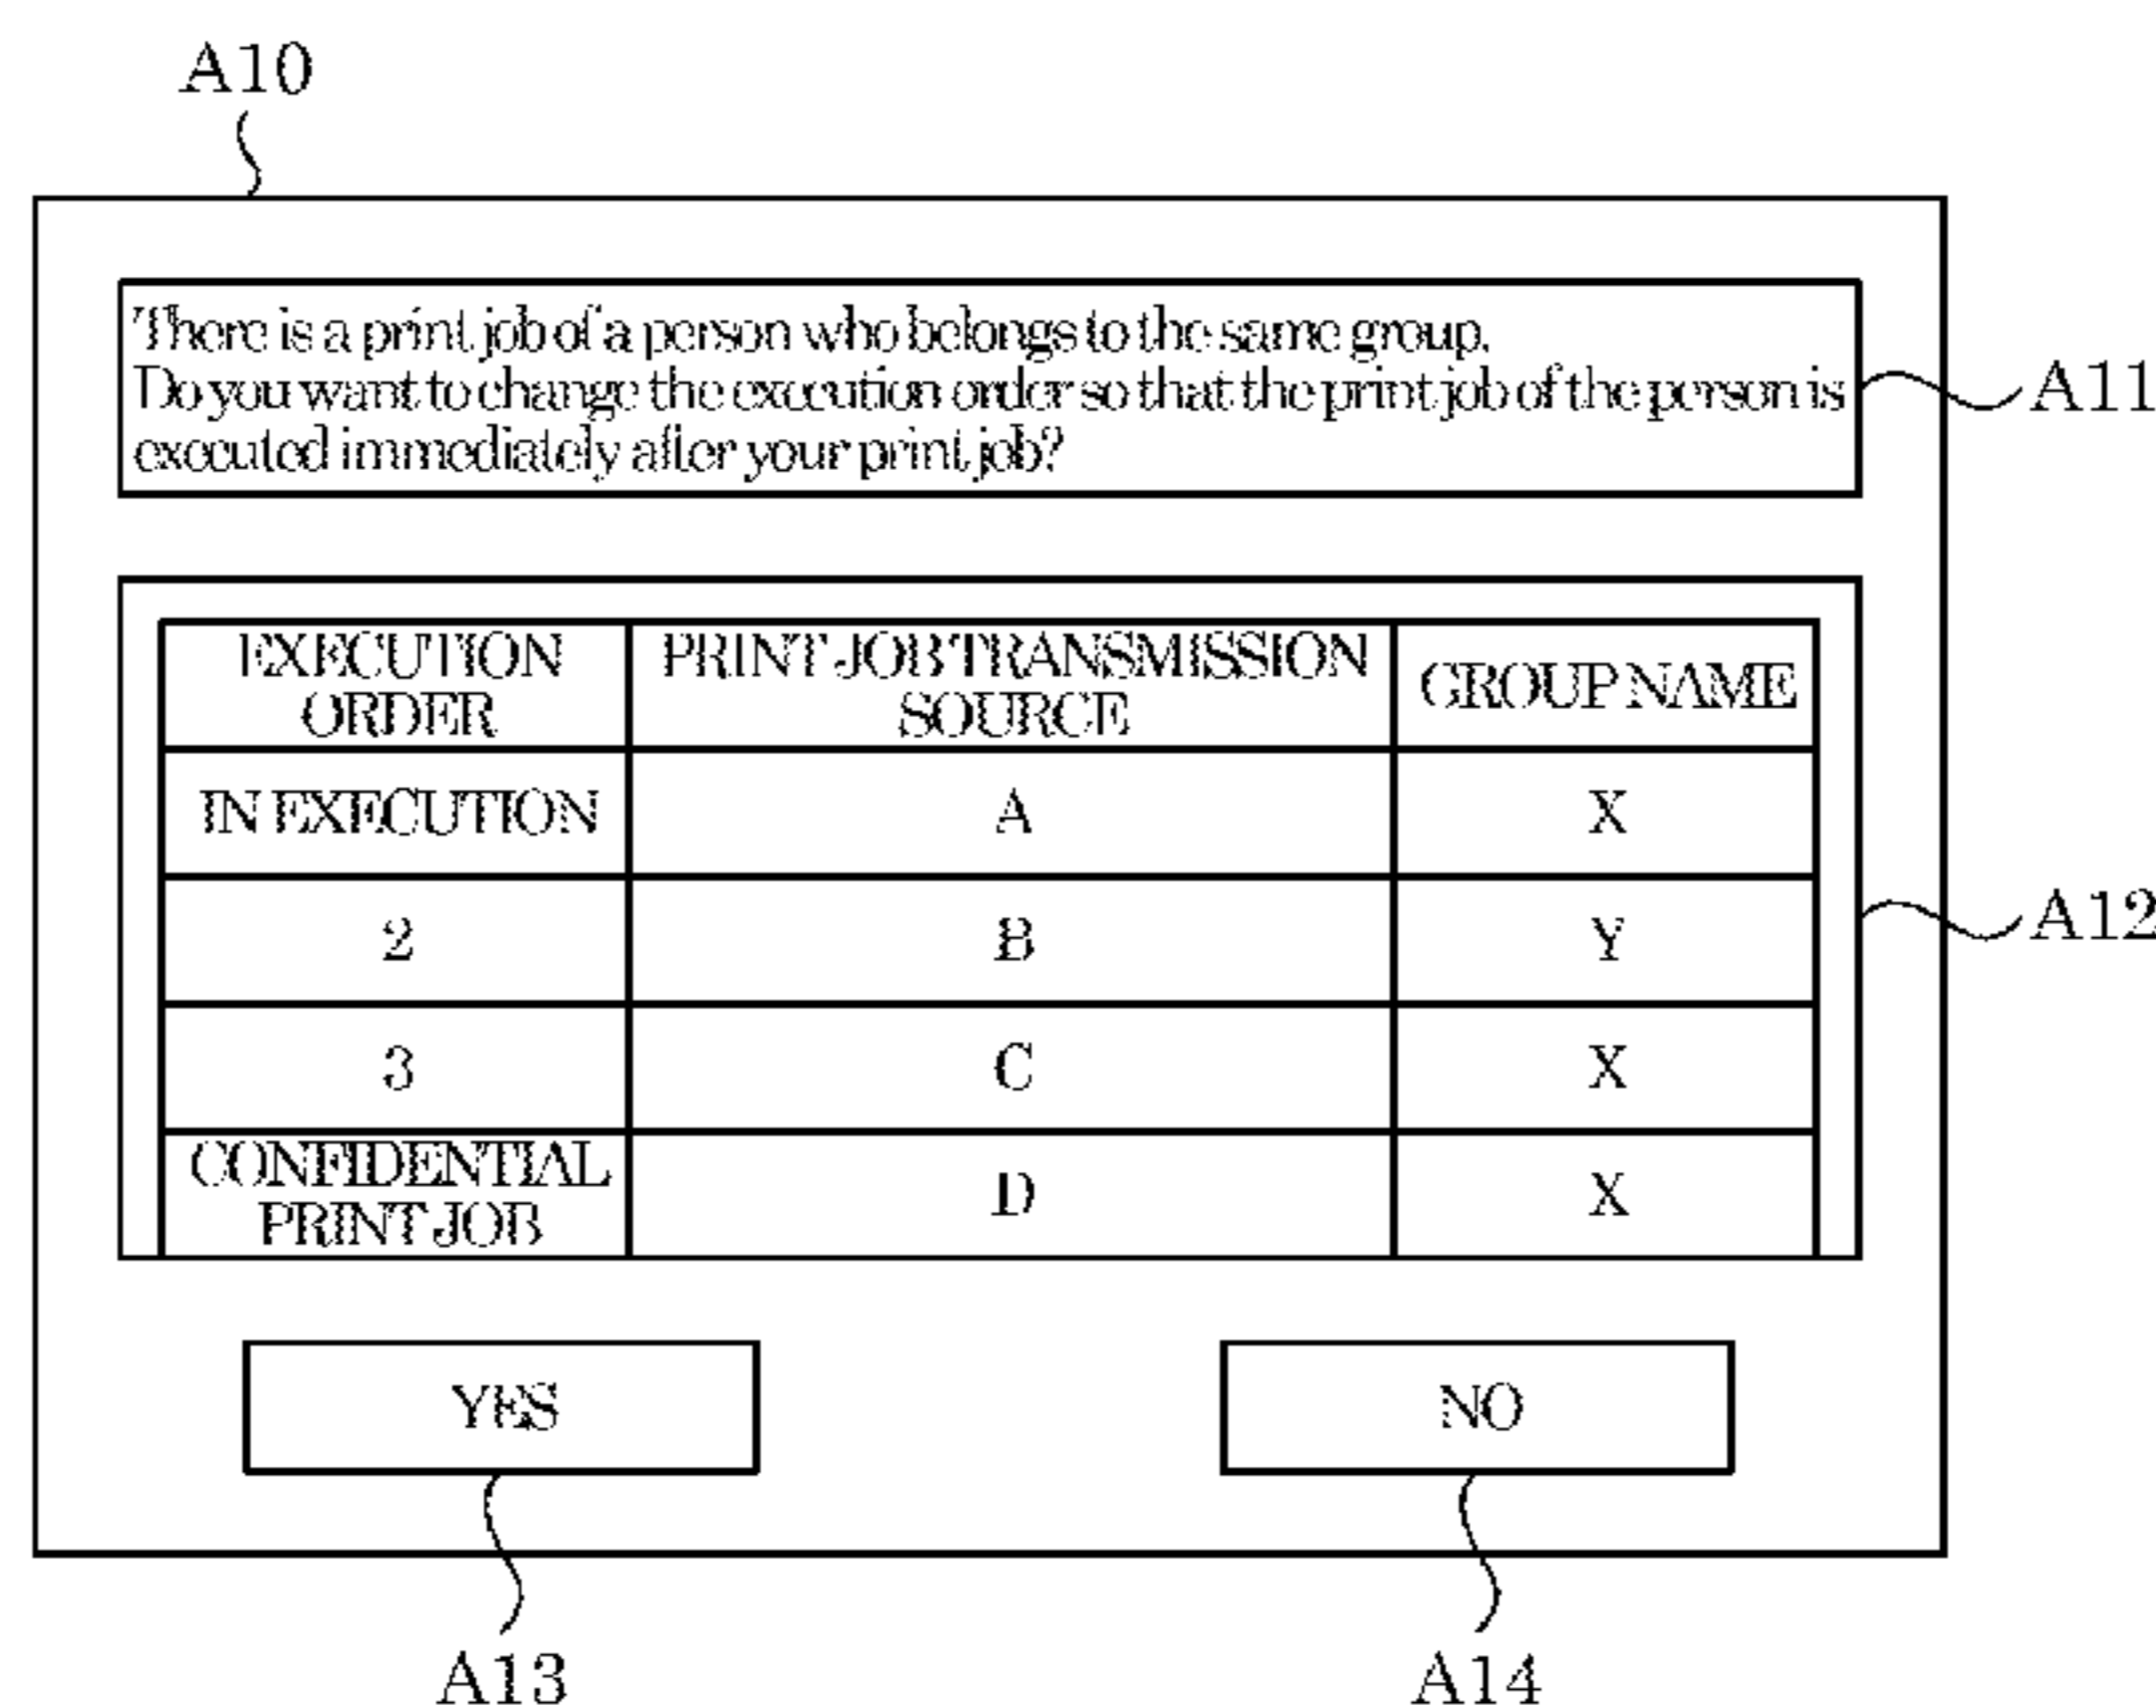 A10
There is a print job of a person who belongs to the same group.
Do you want to change the execution order so that the print job of the person is
executed immediately after your print job?
A11
EXECUTION
ORDER
PRINT JOB TRANSMISSION
SOURCE
GROUP NAME
IN EXECUTION
A
X
2
B
Y
A12
3
C
X
CONFIDENTIAL
PRINT JOB
D
X
YES
NO
A13
A14